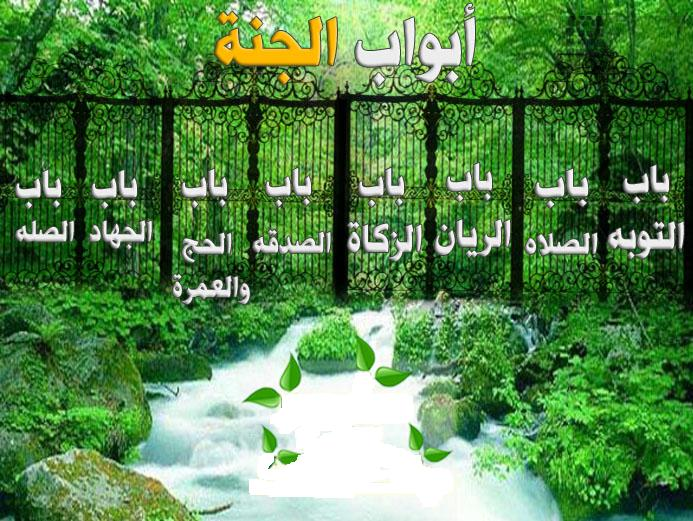 أبواب الجنة
باب التوبه
باب الصلاه
باب الريان
باب الزكاة
باب الصدقه
باب الحج والعمرة
باب الجهاد
باب الصله